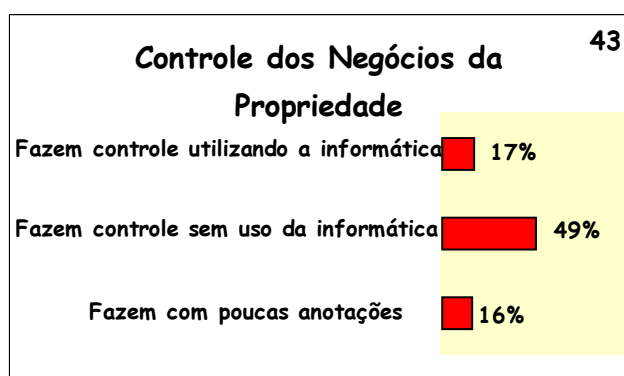 43
Controle dos Negócios da
Propriedade
Fazem controle utilizando a informática 17%
Fazem controle sem uso da informática 49%
Fazem com poucas anotações 16%